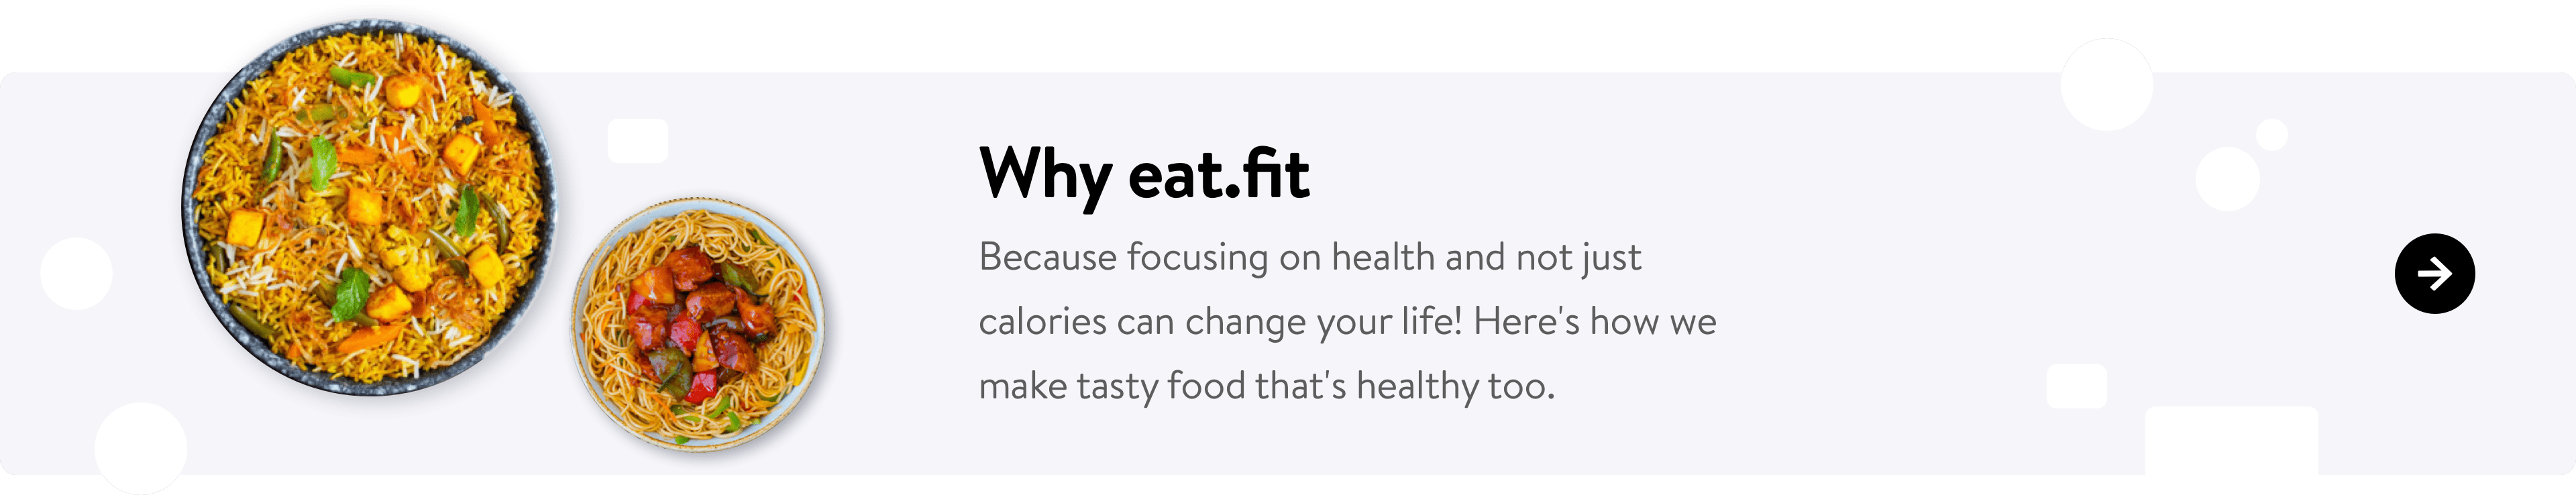 Why eat.fit
Because focusing on health and not just
calories can change your life! Here's how we
make tasty food that's healthy too.